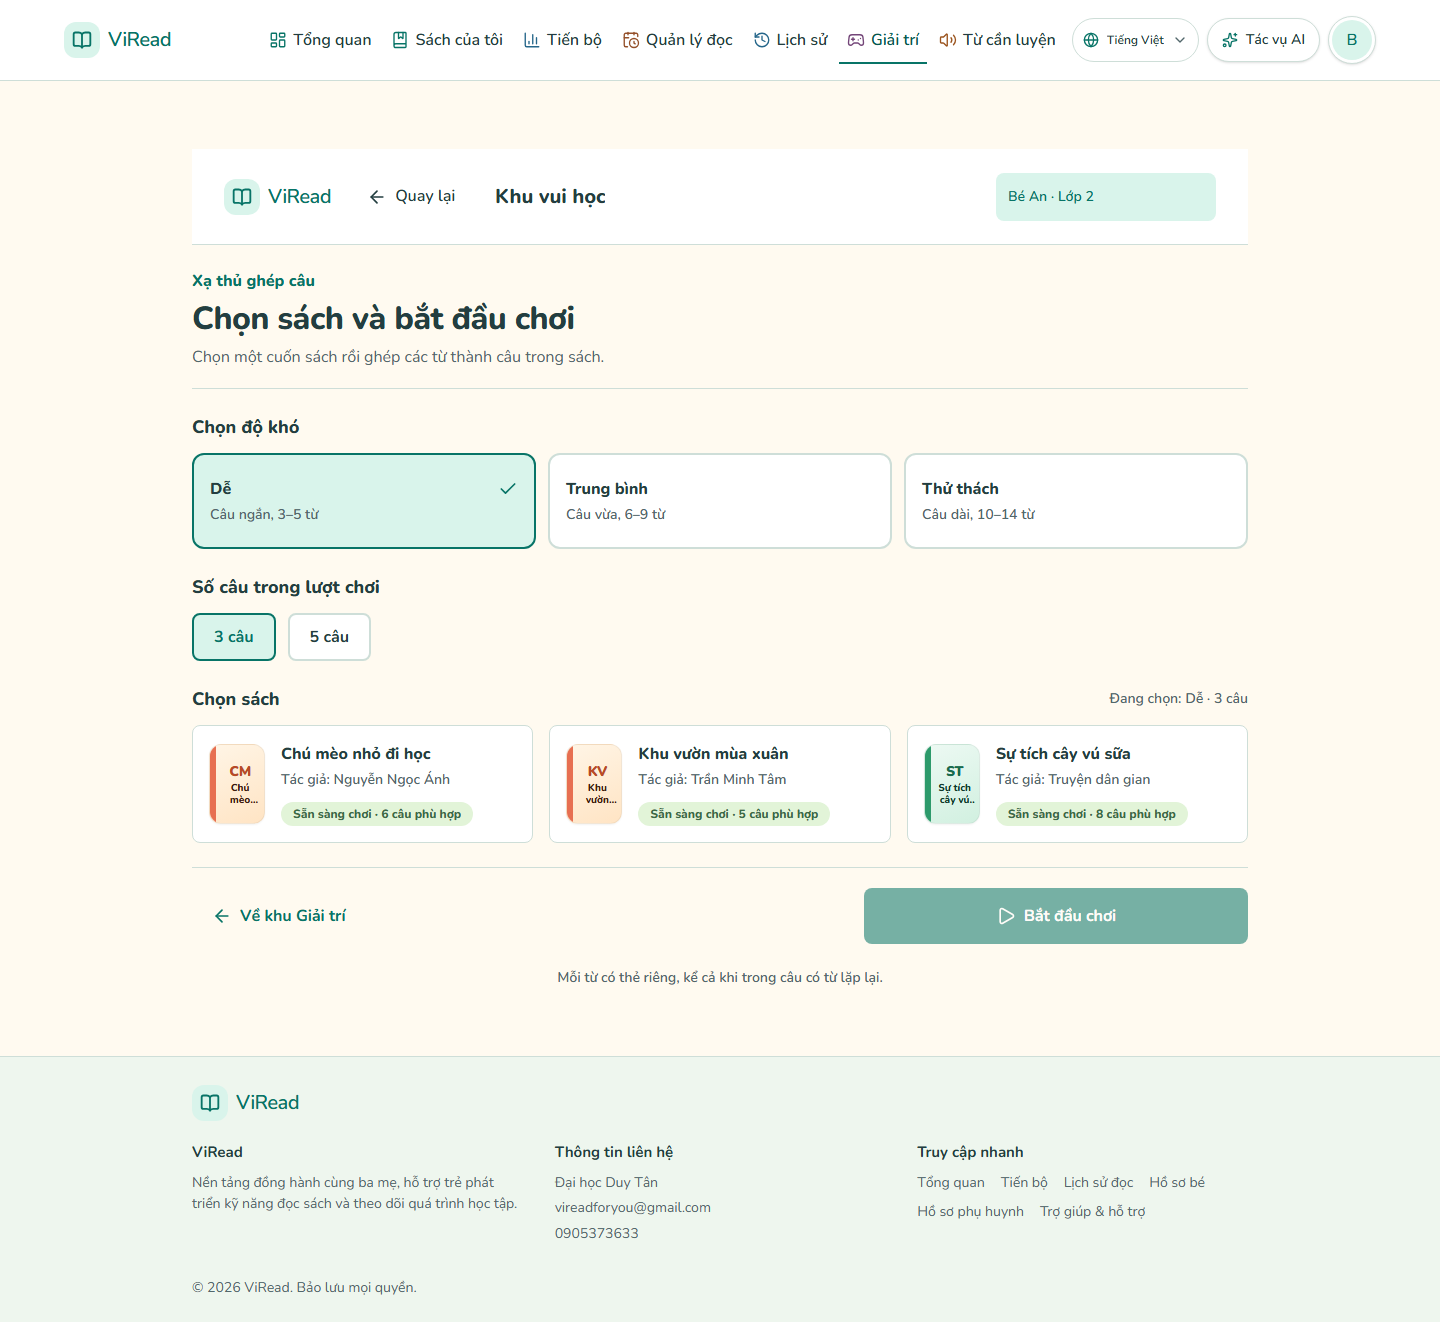 ViRead
Tổng quan
Sách của tôi
Tiến bộ
Quản lý đọc
Lịch sử
Giải trí
Từ cần luyện
Tiếng Việt
Tác vụ AI
B
ViRead
Quay lại
Khu vui học
Bé An · Lớp 2
Xạ thủ ghép câu
Chọn sách và bắt đầu chơi
Chọn một cuốn sách rồi ghép các từ thành câu trong sách.
Chọn độ khó
Dễ
Câu ngắn, 3–5 từ
Trung bình
Câu vừa, 6–9 từ
Thử thách
Câu dài, 10–14 từ
Số câu trong lượt chơi
3 câu
5 câu
Chọn sách
Đang chọn: Dễ · 3 câu
CM
Chú
mèo...
Chú mèo nhỏ đi học
Tác giả: Nguyễn Ngọc Ánh
Sẵn sàng chơi · 6 câu phù hợp
KV
Khu
vườn...
Khu vườn mùa xuân
Tác giả: Trần Minh Tâm
Sẵn sàng chơi · 5 câu phù hợp
ST
Sự tích
cây vú..
Sự tích cây vú sữa
Tác giả: Truyện dân gian
Sẵn sàng chơi · 8 câu phù hợp
Về khu Giải trí
Bắt đầu chơi
Mỗi từ có thẻ riêng, kể cả khi trong câu có từ lặp lại.
ViRead
ViRead
Nền tảng đồng hành cùng ba mẹ, hỗ trợ trẻ phát
triển kỹ năng đọc sách và theo dõi quá trình học tập.
Thông tin liên hệ
Đại học Duy Tân
vireadforyou@gmail.com
0905373633
Truy cập nhanh
Tổng quan Tiến bộ Lịch sử đọc Hồ sơ bé
Hồ sơ phụ huynh Trợ giúp & hỗ trợ
© 2026 ViRead. Bảo lưu mọi quyền.